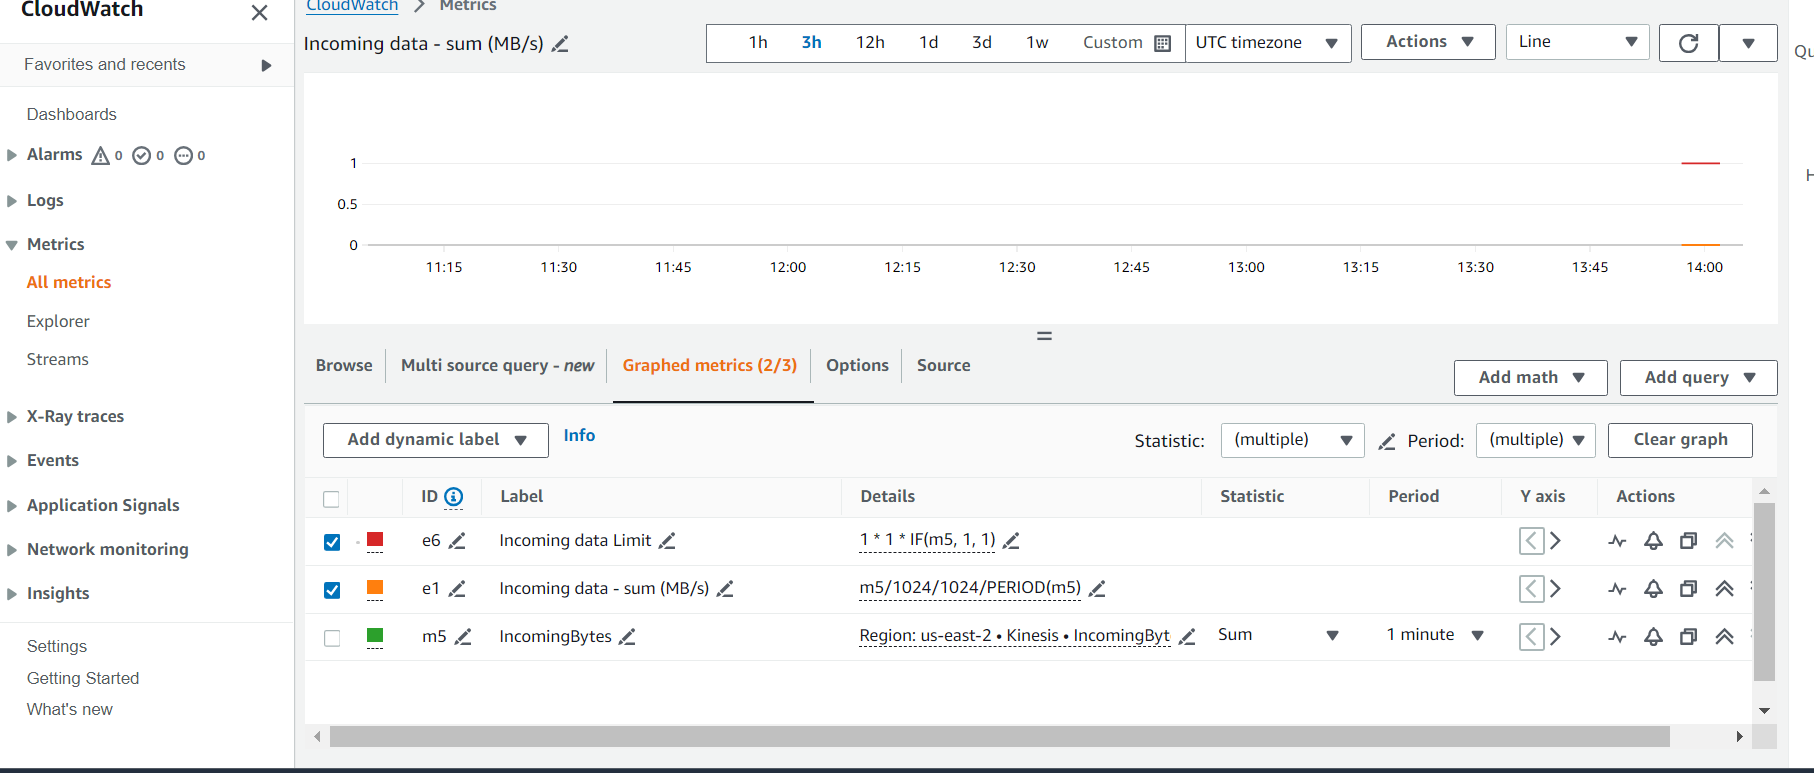 CloudWatch
CloudWatch > Metrics
Favorites and recents
Dashboards
Alarms 0 0 0
Logs
Metrics
All metrics
Explorer
Streams
X-Ray traces
Events
Application Signals
Network monitoring
Insights
Settings
Getting Started
What's new
Incoming data - sum (MB/s)
1h 3h 12h 1d 3d 1w Custom UTC timezone
Actions
Line
1
0.5
0
11:15 11:30 11:45 12:00 12:15 12:30 12:45 13:00 13:15 13:30 13:45 14:00
Browse Multi source query - new Graphed metrics (2/3) Options Source
Add math Add query
Add dynamic label Info
Statistic: (multiple) Period: (multiple) Clear graph
ID Label Details Statistic Period Y axis Actions
e6 Incoming data Limit 1 * 1 * IF(m5, 1, 1)
e1 Incoming data - sum (MB/s) m5/1024/1024/PERIOD(m5)
m5 IncomingBytes Region: us-east-2 • Kinesis • IncomingByt Sum 1 minute
Qu
H